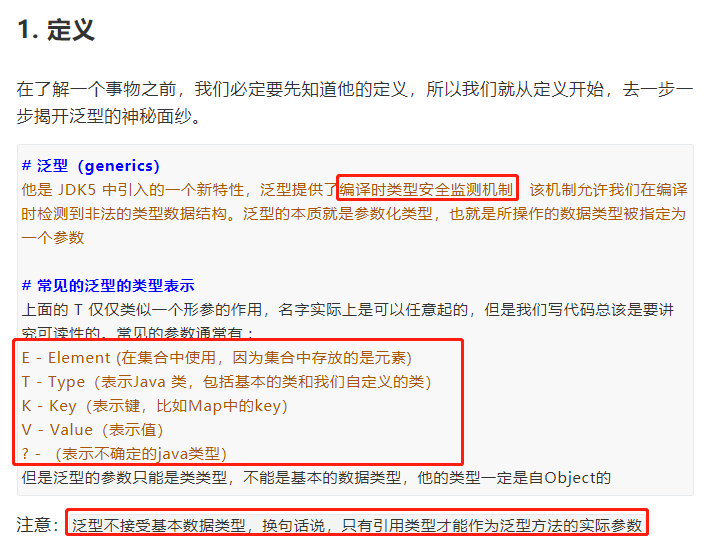 1. 定义
在了解一个事物之前，我们必定要先知道他的定义，所以我们就从定义开始，去一步一
步揭开泛型的神秘面纱。
# 泛型（generics）
他是 JDK5 中引入的一个新特性，泛型提供了编译时类型安全监测机制 该机制允许我们在编译
时检测到非法的类型数据结构。泛型的本质就是参数化类型，也就是所操作的数据类型被指定为
一个参数
# 常见的泛型的类型表示
上面的 T 仅仅类似一个形参的作用，名字实际上是可以任意起的，但是我们写代码总该是要讲
究可读性的。常见的参数通常有：
E - Element (在集合中使用，因为集合中存放的是元素)
T - Type（表示Java 类，包括基本的类和我们自定义的类）
K - Key（表示键，比如Map中的key）
V - Value（表示值）
? - （表示不确定的java类型）
但是泛型的参数只能是类类型，不能是基本的数据类型，他的类型一定是自Object的
注意：泛型不接受基本数据类型，换句话说，只有引用类型才能作为泛型方法的实际参数